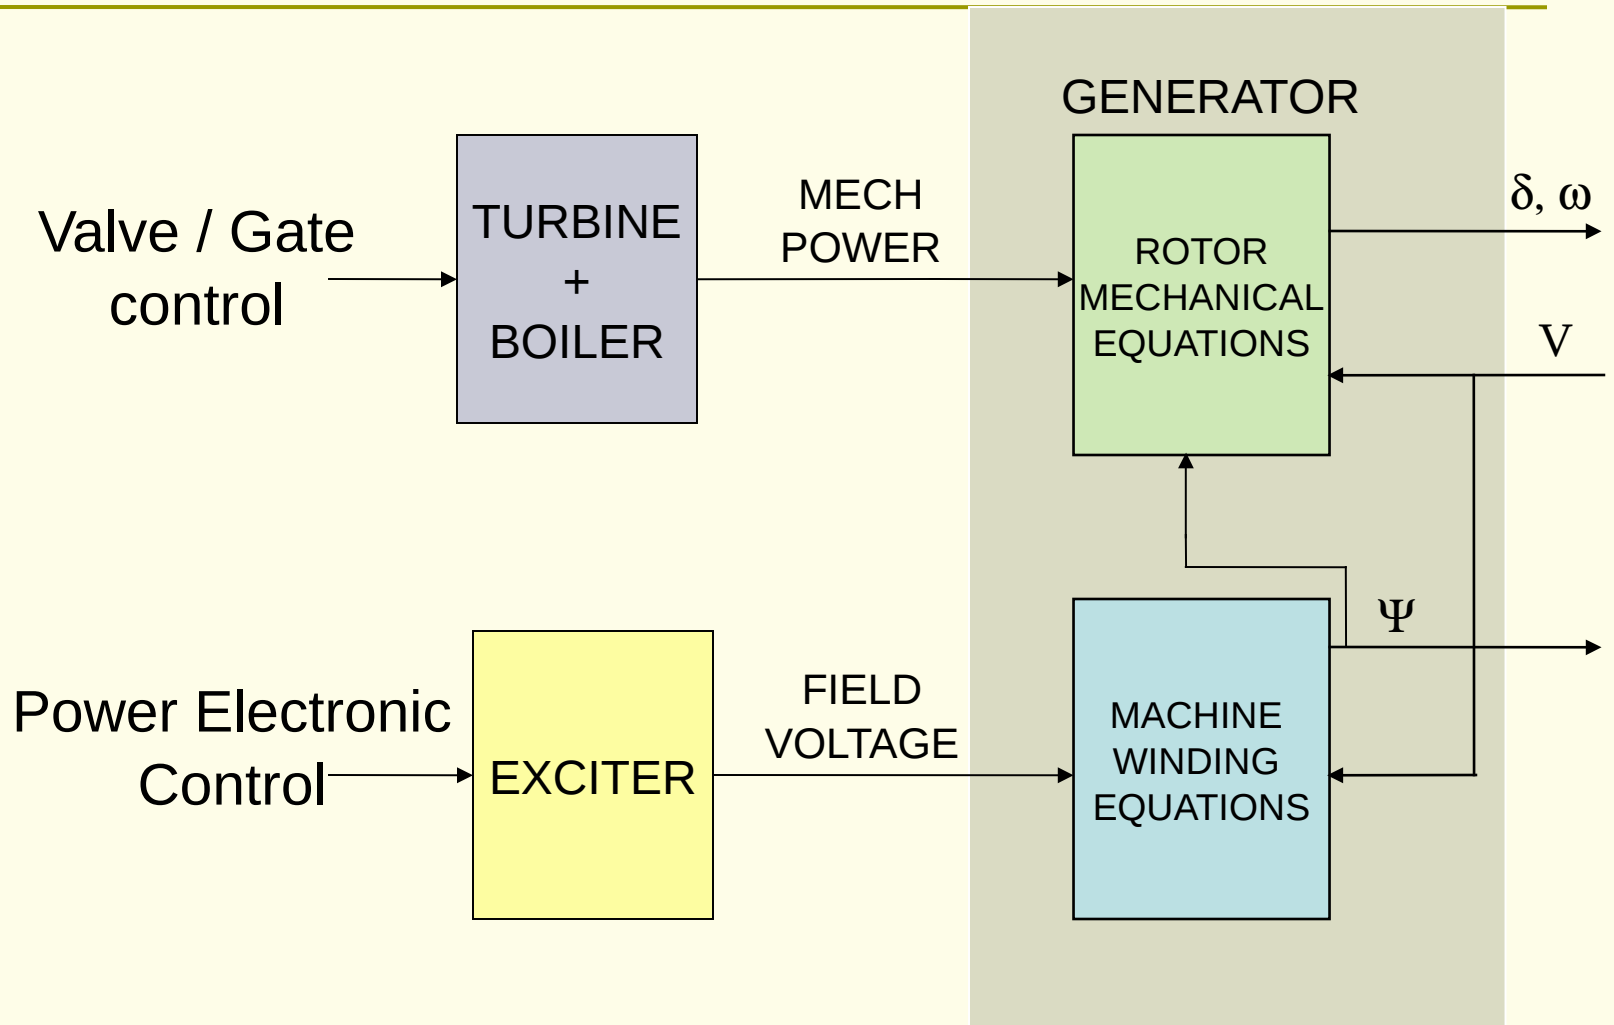 GENERATOR
Valve / Gate
control
TURBINE
+
BOILER
MECH
POWER
ROTOR
MECHANICAL
EQUATIONS
δ, ω
V
Power Electronic
Control
EXCITER
FIELD
VOLTAGE
MACHINE
WINDING
EQUATIONS
Ψ